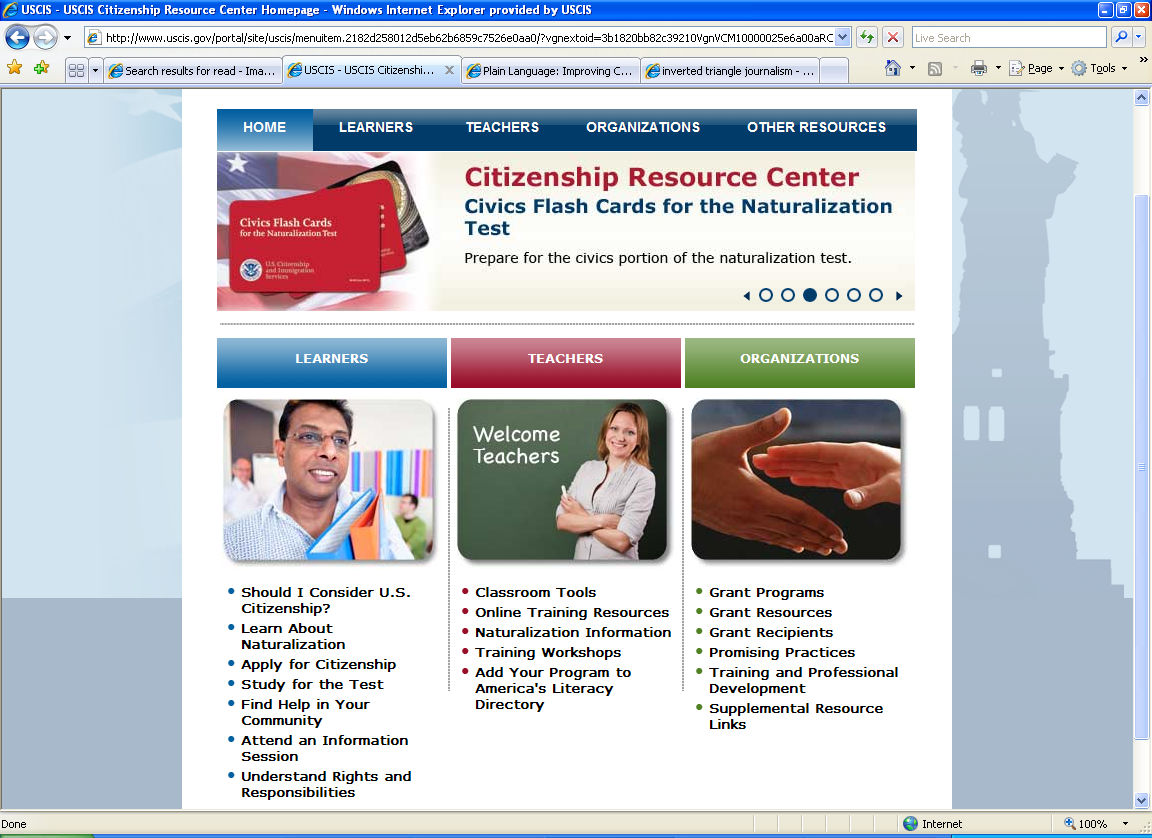 USCIS - USCIS Citizenship Resource Center Homepage - Windows Internet Explorer provided by USCIS
http://www.uscis.gov/portal/site/uscis/menuitem.2182d258012d5eb62b6859c7526e0aa0/?vgnextoid=3b1820bb82c39210VgnVCM10000025e6a00aRC
Live Search
Search results for read - Ima...
USCIS - USCIS Citizenshi...
Plain Language: Improving C...
inverted triangle journalism - ...
Page
Tools
HOME
LEARNERS
TEACHERS
ORGANIZATIONS
OTHER RESOURCES
Civics Flash Cards
for the Naturalization Test
U.S. Citizenship
and Immigration
Services
Citizenship Resource Center
Civics Flash Cards for the Naturalization
Test
Prepare for the civics portion of the naturalization test.
LEARNERS
TEACHERS
ORGANIZATIONS
Welcome
Teachers
Should I Consider U.S.
Citizenship?
Learn About
Naturalization
Apply for Citizenship
Study for the Test
Find Help in Your
Community
Attend an Information
Session
Understand Rights and
Responsibilities
Classroom Tools
Online Training Resources
Naturalization Information
Training Workshops
Add Your Program to
America's Literacy
Directory
Grant Programs
Grant Resources
Grant Recipients
Promising Practices
Training and Professional
Development
Supplemental Resource
Links
Done
Internet
100%